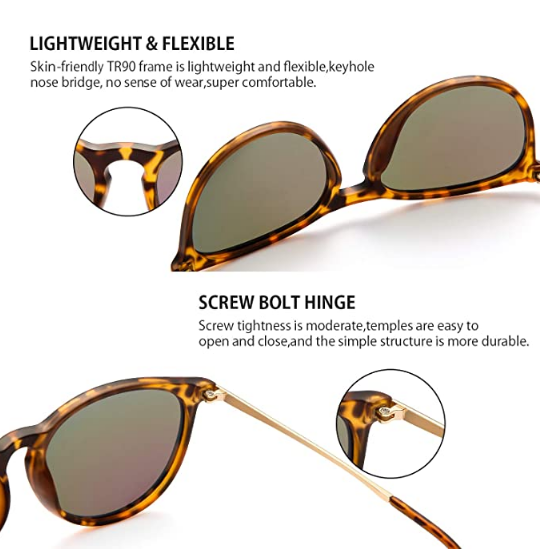 LIGHTWEIGHT & FLEXIBLE
Skin-friendly TR90 frame is lightweight and flexible,keyhole
nose bridge, no sense of wear,super comfortable.
SCREW BOLT HINGE
Screw tightness is moderate,temples are easy to
open and close,and the simple structure is more durable.